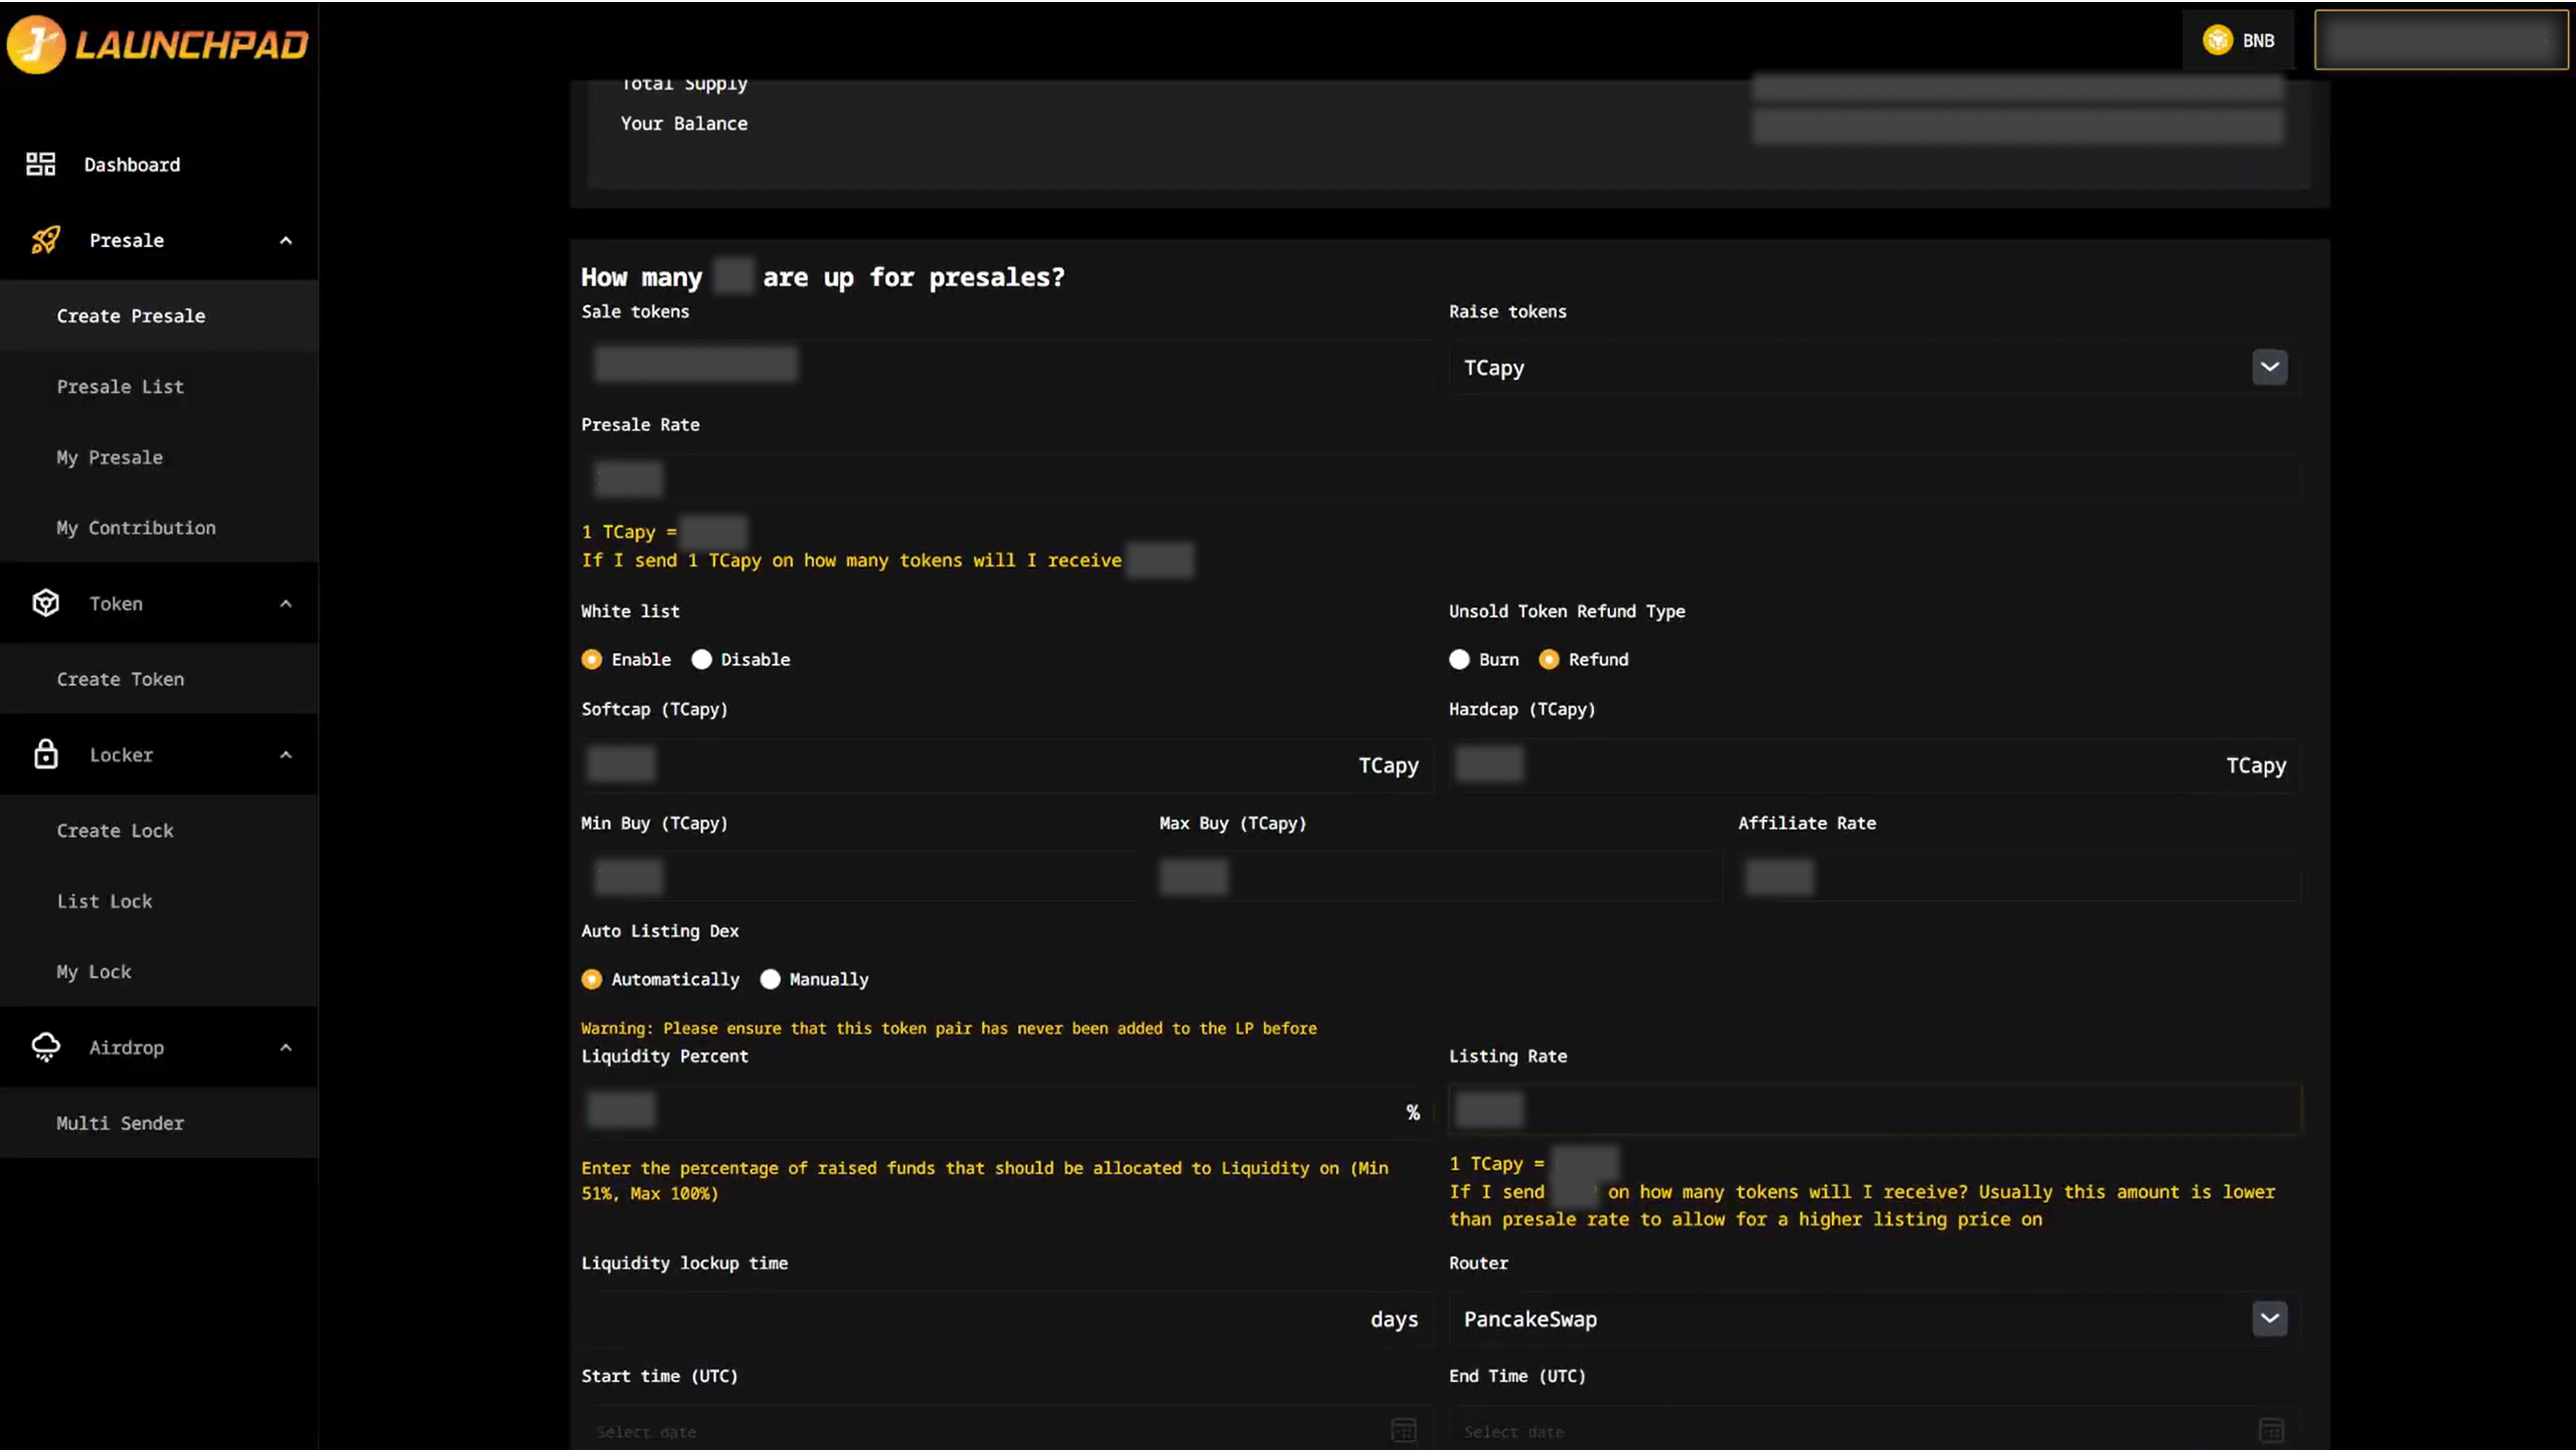 LAUNCHPAD
BNB
Dashboard
Presale
Create Presale
Presale List
My Presale
My Contribution
Token
Create Token
Locker
Create Lock
List Lock
My Lock
Airdrop
Multi Sender
Total Supply
Your Balance
How many are up for presales?
Sale tokens
Raise tokens
TCapy
Presale Rate
1 TCapy =
If I send 1 TCapy on how many tokens will I receive
White list
Unsold Token Refund Type
Enable Disable
Burn Refund
Softcap (TCapy)
Hardcap (TCapy)
TCapy
TCapy
Min Buy (TCapy)
Max Buy (TCapy)
Affiliate Rate
Auto Listing Dex
Automatically Manually
Warning: Please ensure that this token pair has never been added to the LP before
Liquidity Percent
Listing Rate
%
Enter the percentage of raised funds that should be allocated to Liquidity on (Min
51%, Max 100%)
1 TCapy =
If I send on how many tokens will I receive? Usually this amount is lower
than presale rate to allow for a higher listing price on
Liquidity lockup time
Router
days
PancakeSwap
Start time (UTC)
End Time (UTC)
Select date
Select date